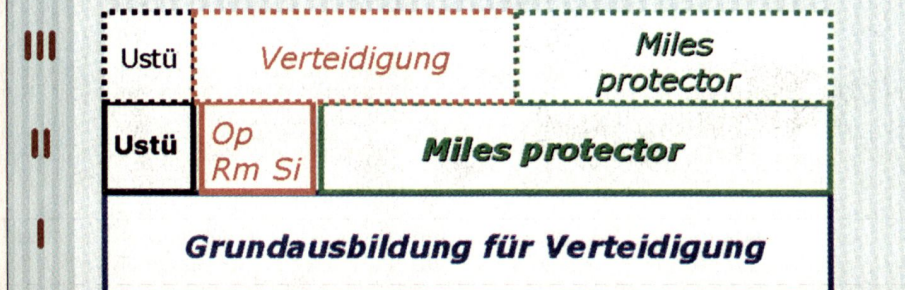 III
Ustü
Verteidigung
Miles
protector
II
Ustü
Op
Rm Si
Miles protector
I
Grundausbildung für Verteidigung